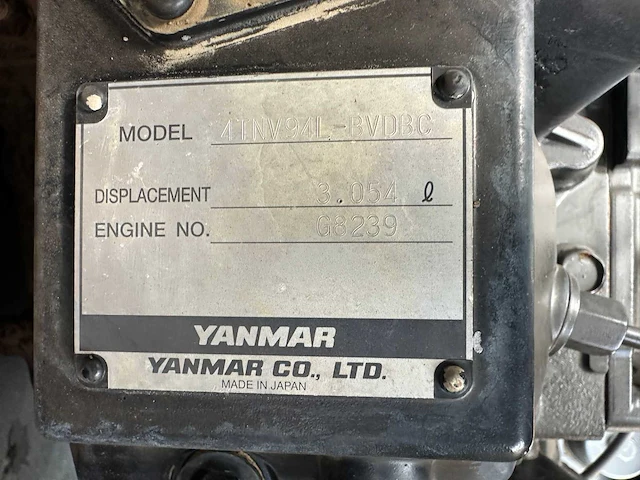 MODEL 4TNV94L-BVDBC
DISPLACEMENT 3.054 ℓ
ENGINE NO. G8239
YANMAR
YANMAR CO., LTD.
MADE IN JAPAN